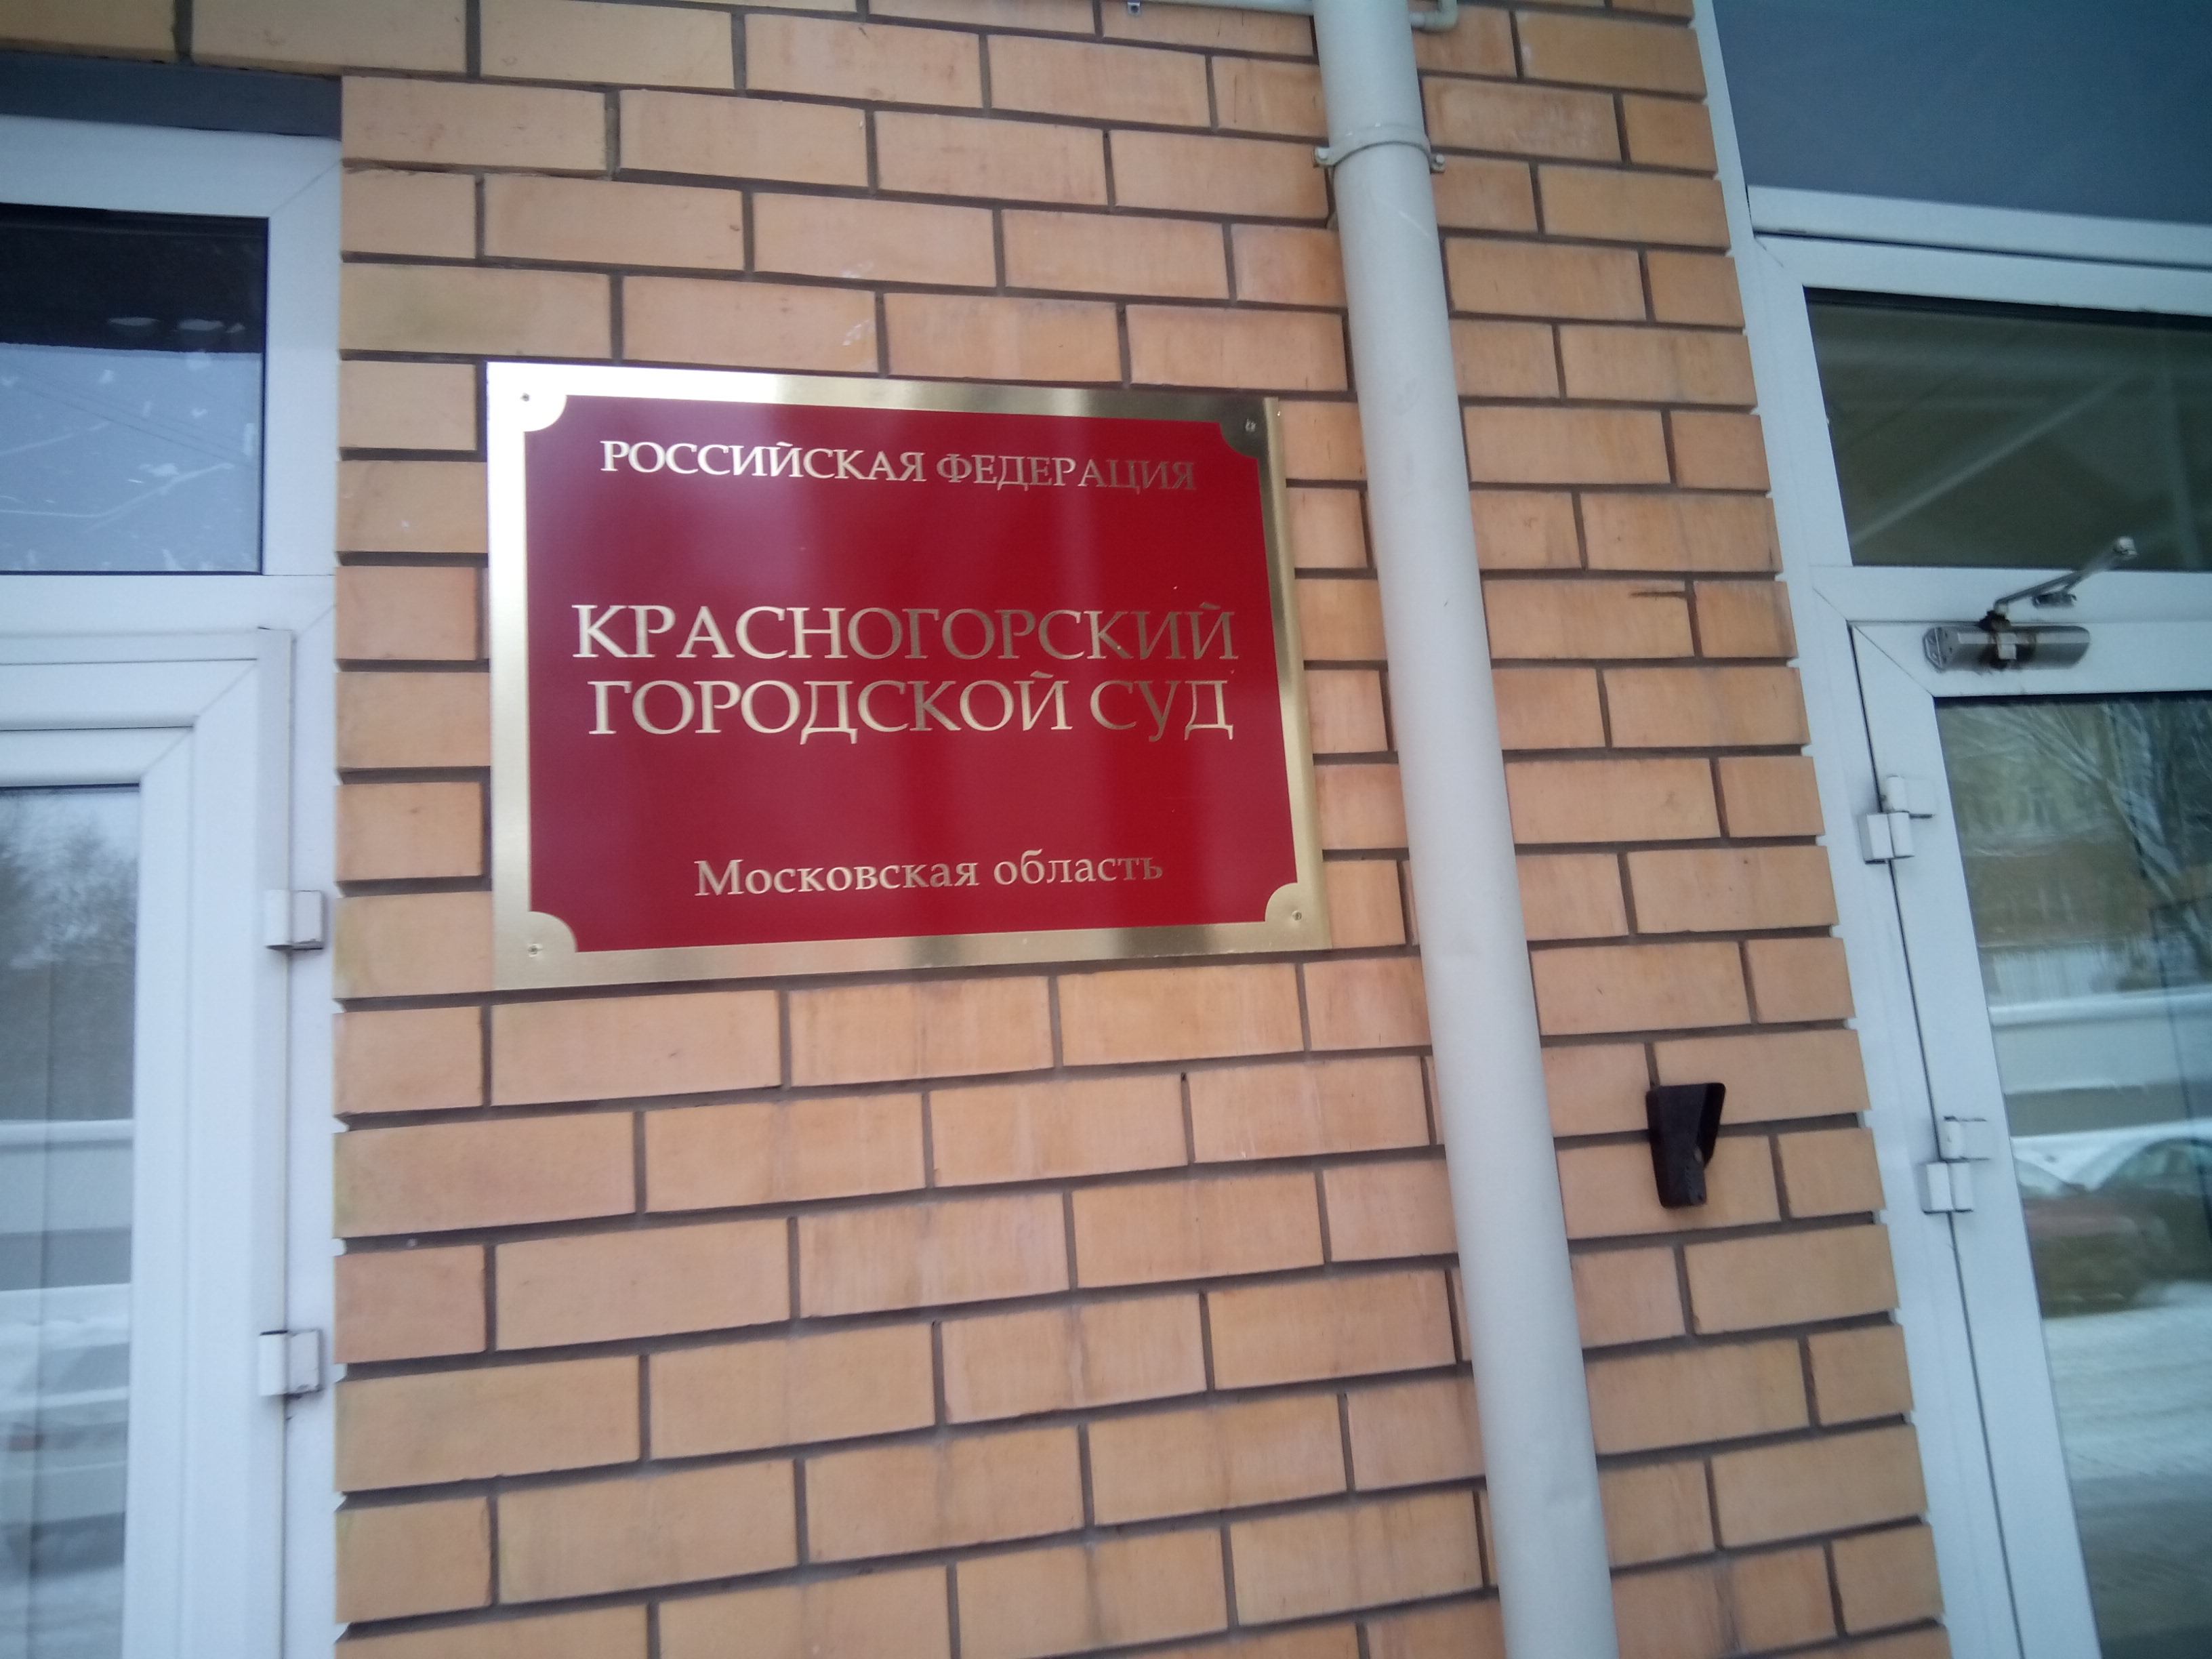 РОССИЙСКАЯ ФЕДЕРАЦИЯ
КРАСНОГОРСКИЙ
ГОРОДСКОЙ СУД
Московская область